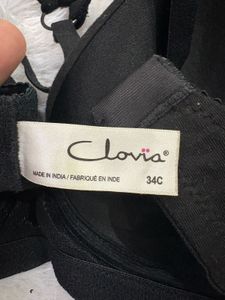 Clovia®
MADE IN INDIA / FABRIQUÉ EN INDE
34C